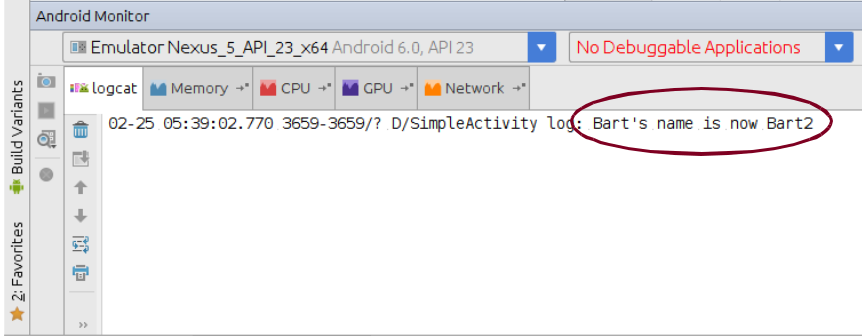 Android Monitor
Emulator Nexus_5_API_23_x64 Android 6.0, API 23
No Debuggable Applications
logcat
Memory
CPU
GPU
Network
02-25 05:39:02.770 3659-3659/? D/SimpleActivity log: Bart's name is now Bart2
Build Variants
2: Favorites